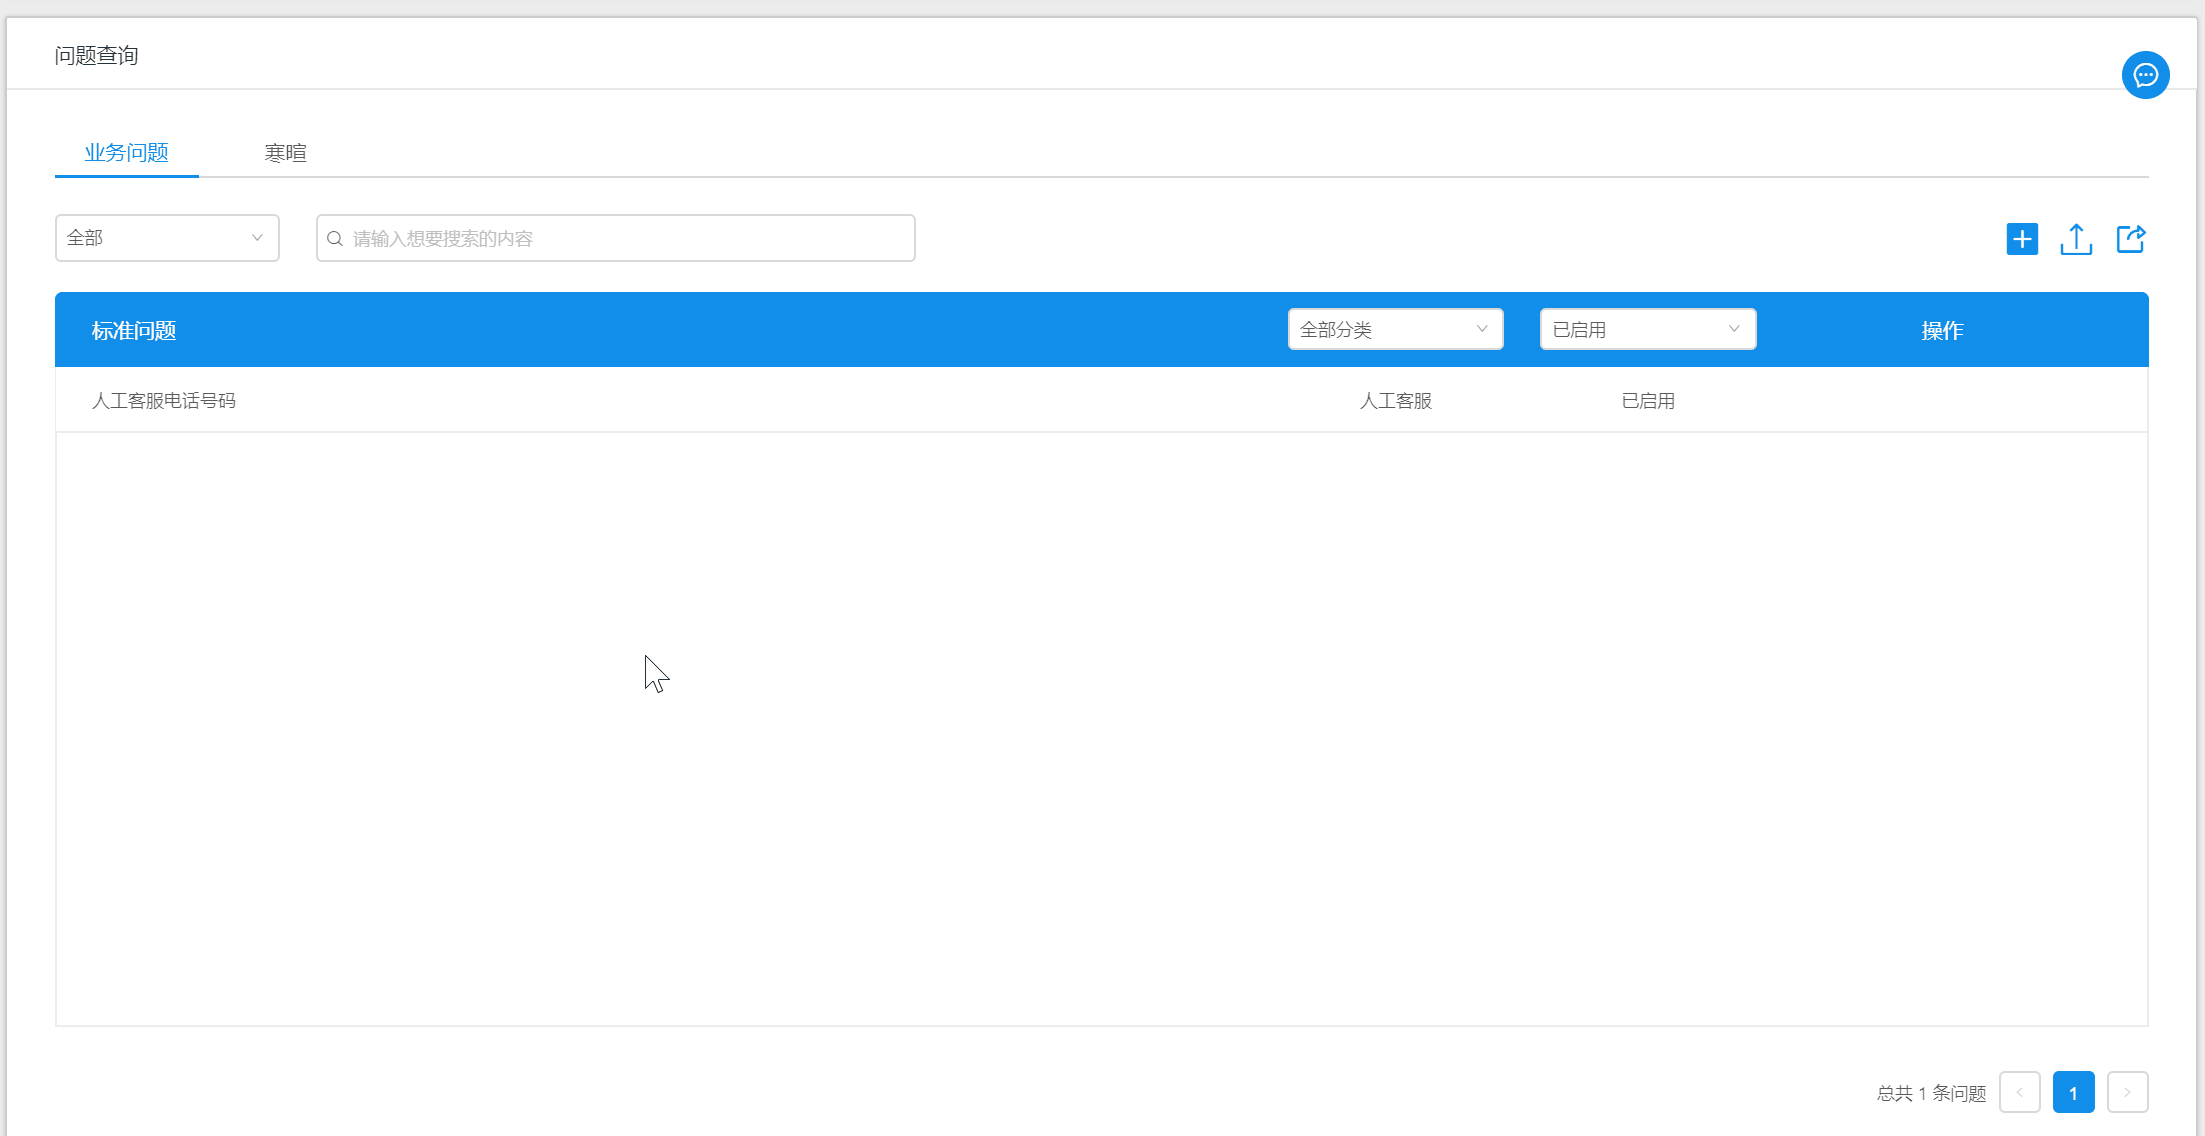 问题查询
业务问题 寒暄
全部 请输入想要搜索的内容
标准问题 全部分类 已启用 操作
人工客服电话号码 人工客服 已启用
总共 1 条问题 1